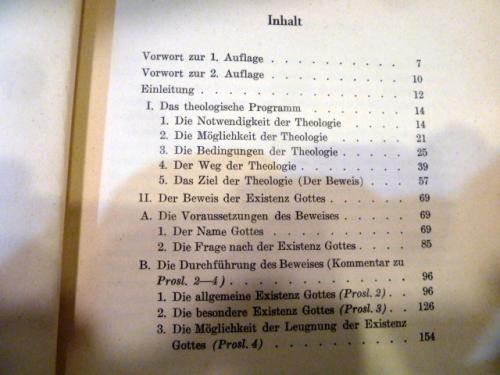 Inhalt
Vorwort zur 1. Auflage . . . . . . . . . . 7
Vorwort zur 2. Auflage . . . . . . . . . . 10
Einleitung . . . . . . . . . . . . . . 12
I. Das theologische Programm . . . . . . . 14
1. Die Notwendigkeit der Theologie . . . . . 14
2. Die Möglichkeit der Theologie . . . . . . 21
3. Die Bedingungen der Theologie . . . . . 25
4. Der Weg der Theologie . . . . . . . . 39
5. Das Ziel der Theologie (Der Beweis) . . . . 57
II. Der Beweis der Existenz Gottes . . . . . . 69
A. Die Voraussetzungen des Beweises . . . . . 69
1. Der Name Gottes . . . . . . . . . . 69
2. Die Frage nach der Existenz Gottes . . . . . 85
B. Die Durchführung des Beweises (Kommentar zu
Prosl. 2—4) . . . . . . . . . . . . 96
1. Die allgemeine Existenz Gottes (Prosl. 2) . . 96
2. Die besondere Existenz Gottes (Prosl. 3) . . 126
3. Die Möglichkeit der Leugnung der Existenz
Gottes (Prosl. 4) . . . . . . . . . . 154